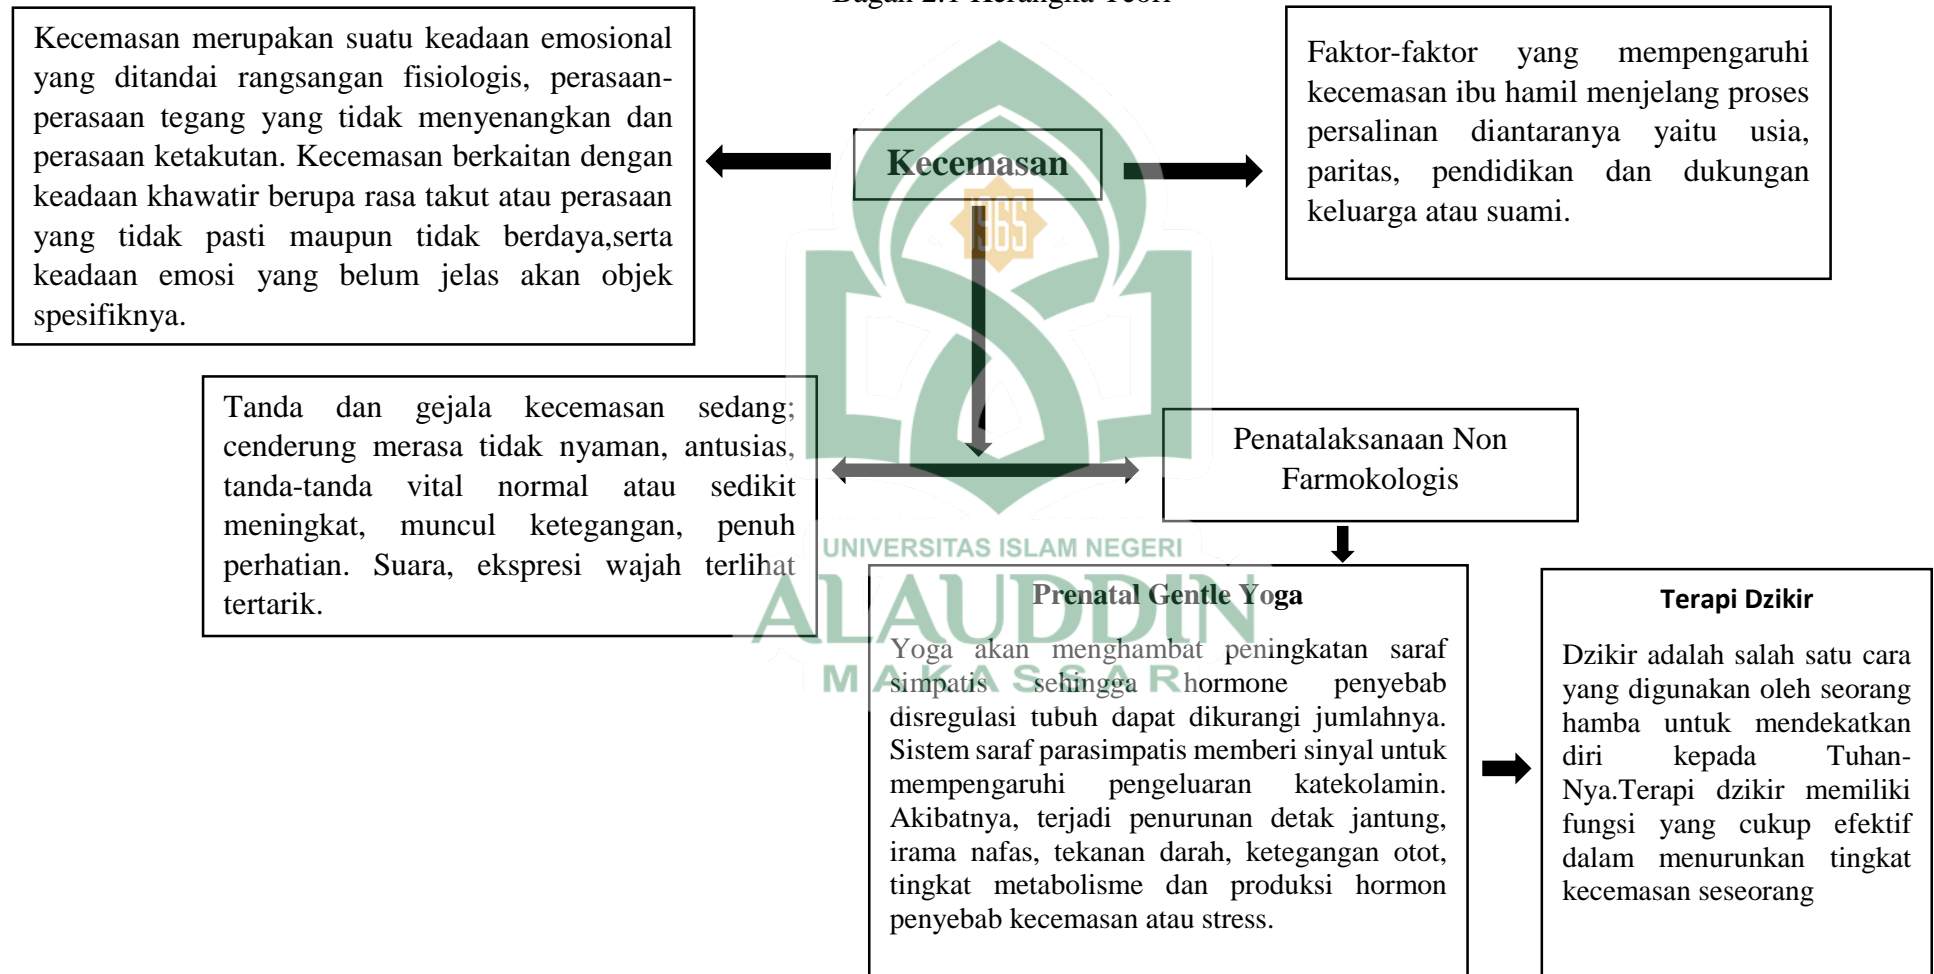 Bagan 2.1 Kerangka Teori
Kecemasan merupakan suatu keadaan emosional
yang ditandai rangsangan fisiologis, perasaan-
perasaan tegang yang tidak menyenangkan dan
perasaan ketakutan. Kecemasan berkaitan dengan
keadaan khawatir berupa rasa takut atau perasaan
yang tidak pasti maupun tidak berdaya,serta
keadaan emosi yang belum jelas akan objek
spesifiknya.
Kecemasan
1965
Faktor-faktor yang mempengaruhi
kecemasan ibu hamil menjelang proses
persalinan diantaranya yaitu usia,
paritas, pendidikan dan dukungan
keluarga atau suami.
Tanda dan gejala kecemasan sedang;
cenderung merasa tidak nyaman, antusias,
tanda-tanda vital normal atau sedikit
meningkat, muncul ketegangan, penuh
perhatian. Suara, ekspresi wajah terlihat
tertarik.
Penatalaksanaan Non
Farmokologis
UNIVERSITAS ISLAM NEGERI
ALAUDDIN
MAKASSAR
Prenatal Gentle Yoga
Yoga akan menghambat peningkatan saraf
simpatis sehingga hormone penyebab
disregulasi tubuh dapat dikurangi jumlahnya.
Sistem saraf parasimpatis memberi sinyal untuk
mempengaruhi pengeluaran katekolamin.
Akibatnya, terjadi penurunan detak jantung,
irama nafas, tekanan darah, ketegangan otot,
tingkat metabolisme dan produksi hormon
penyebab kecemasan atau stress.
Terapi Dzikir
Dzikir adalah salah satu cara
yang digunakan oleh seorang
hamba untuk mendekatkan
diri kepada Tuhan-
Nya.Terapi dzikir memiliki
fungsi yang cukup efektif
dalam menurunkan tingkat
kecemasan seseorang